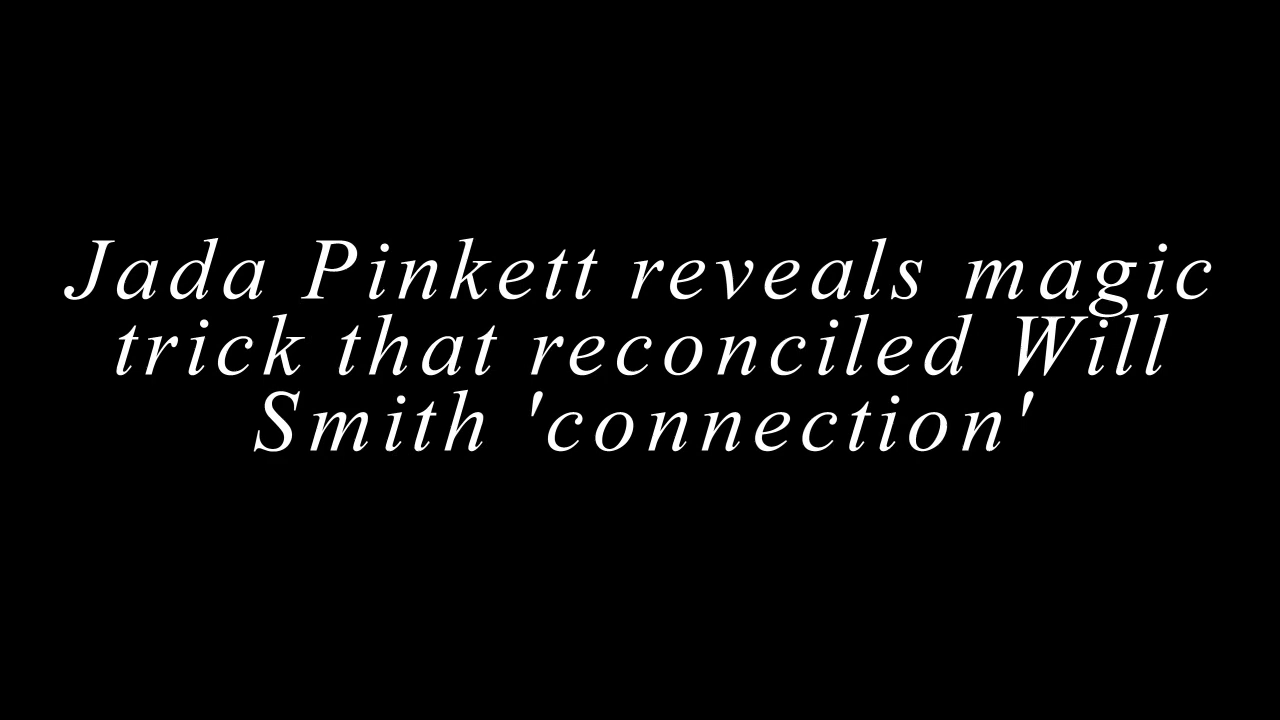 Jada Pinkett reveals magic
trick that reconciled Will
Smith 'connection'